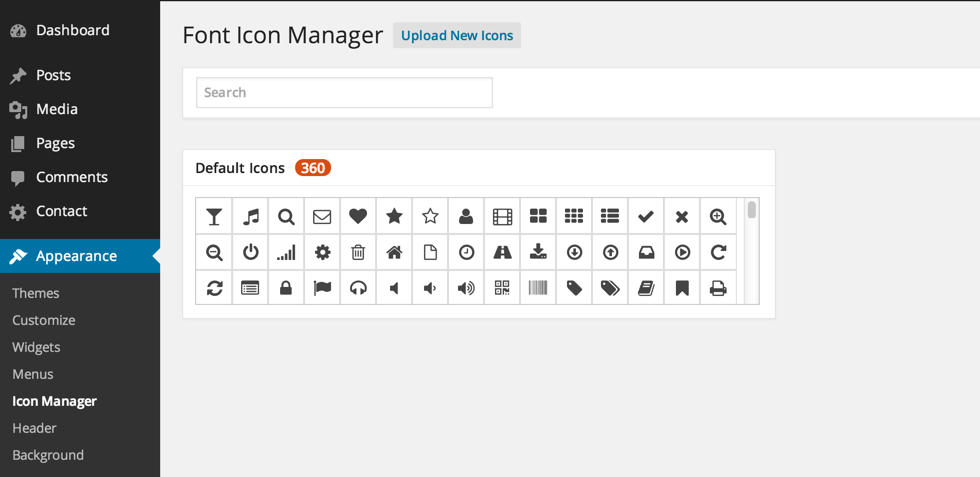 Dashboard
Posts
Media
Pages
Comments
Contact
Appearance
Themes
Customize
Widgets
Menus
Icon Manager
Header
Background
Font Icon Manager Upload New Icons
Search
Default Icons 360